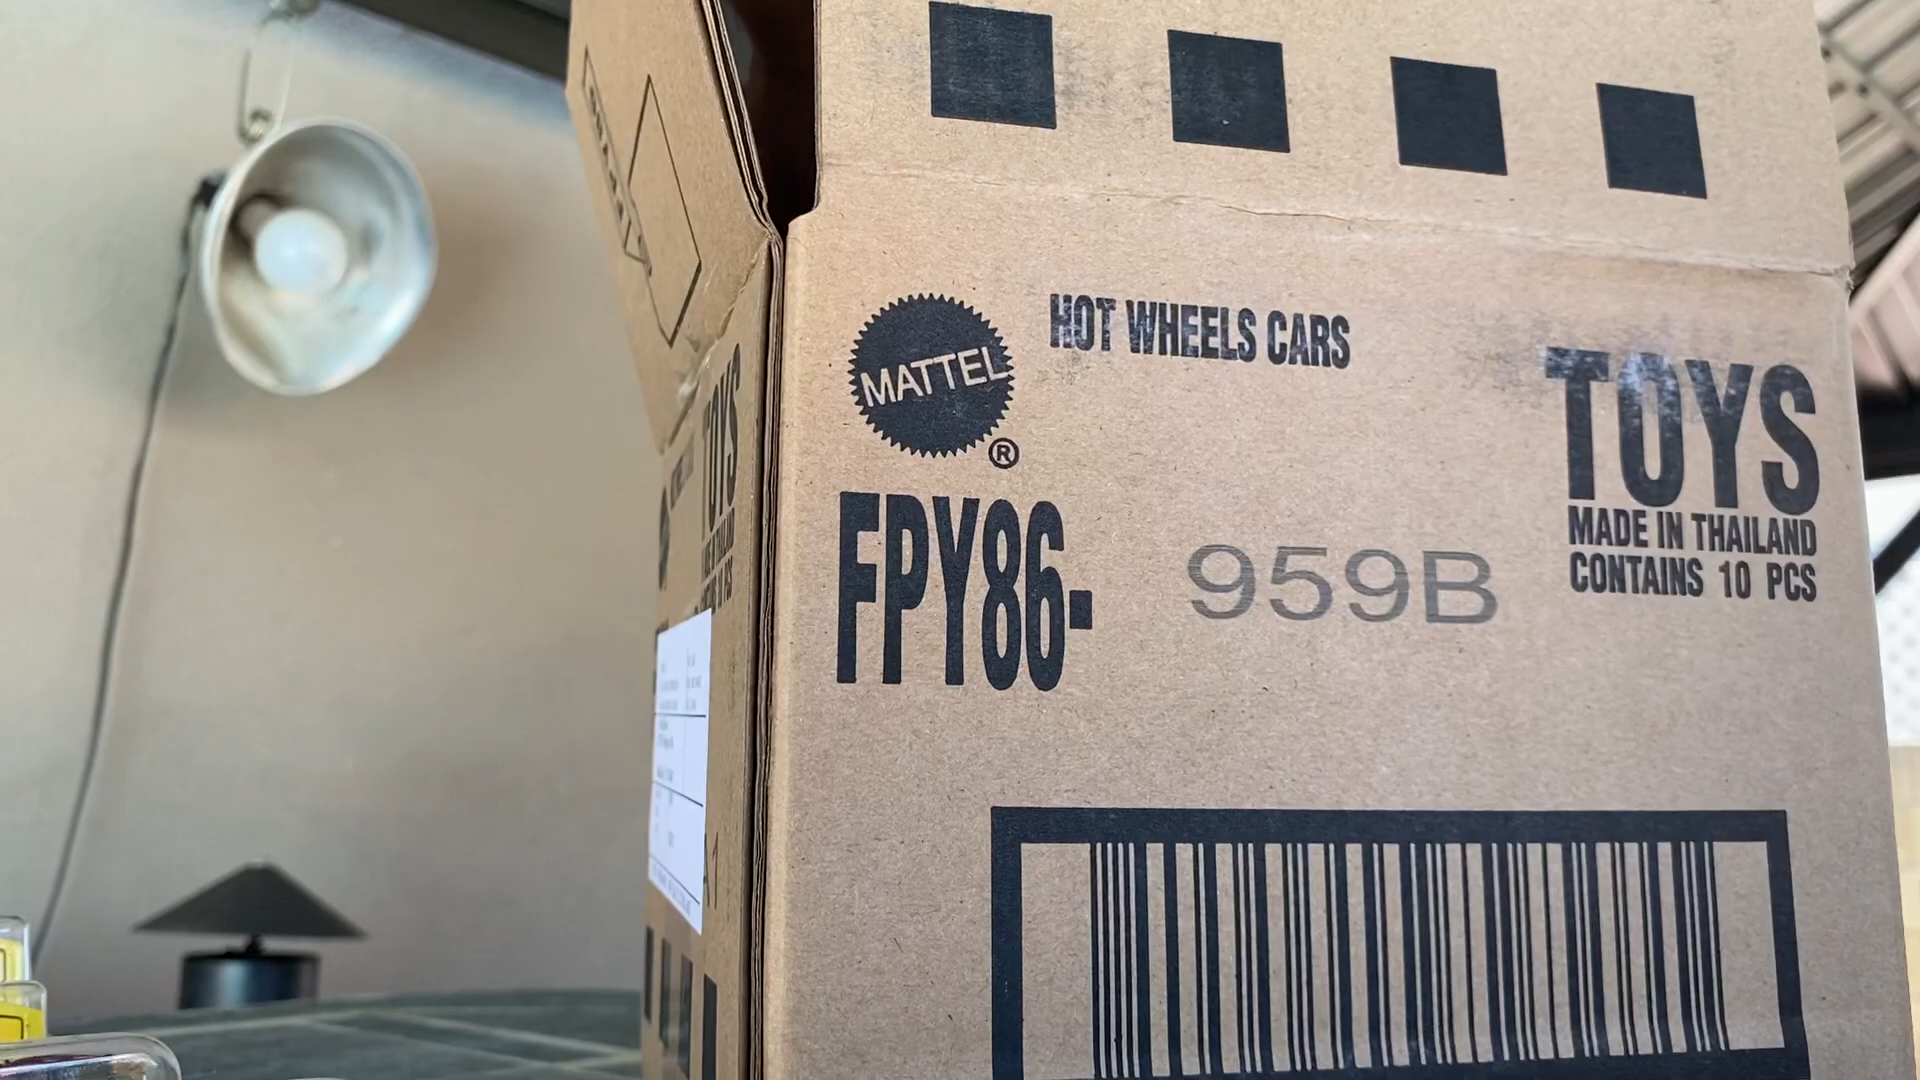 MATTEL
®
HOT WHEELS CARS
TOYS
MADE IN THAILAND
CONTAINS 10 PCS
FPY86-
959B
TOYS